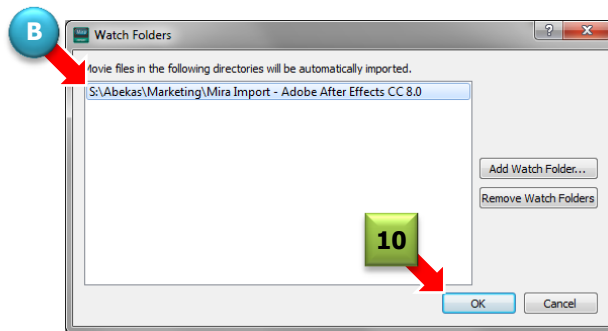 B
Watch Folders
Movie files in the following directories will be automatically imported.
S:\Abekas\Marketing\Mira Import - Adobe After Effects CC 8.0
Add Watch Folder...
Remove Watch Folders
10
OK
Cancel